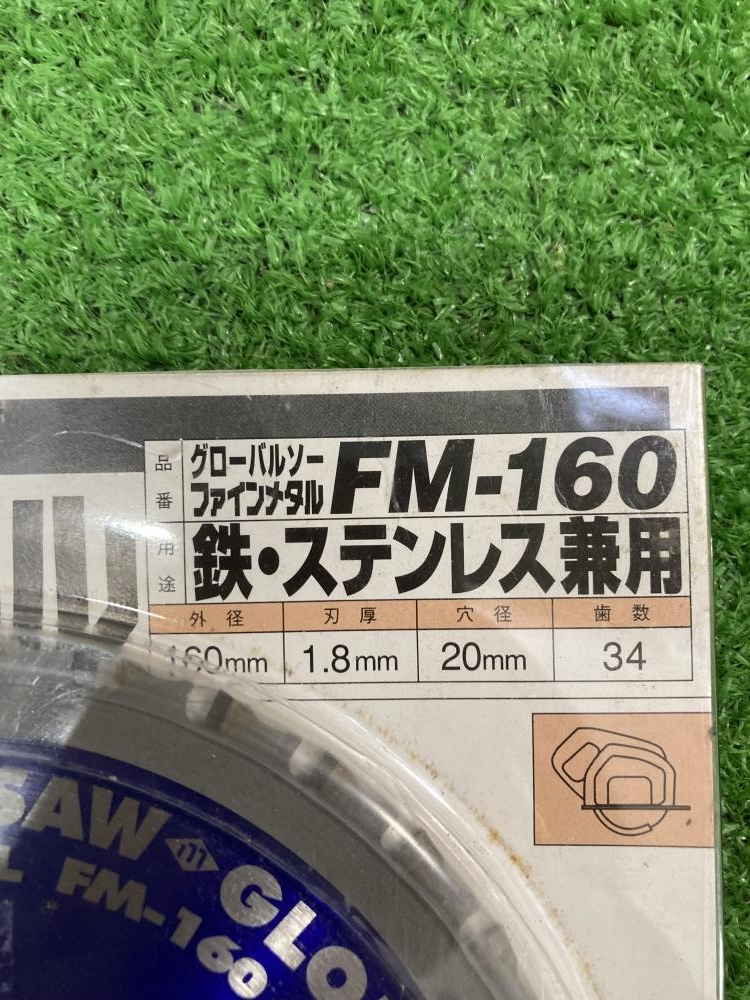 品番 グローバルソー ファインメタル FM-160
用途 鉄・ステンレス兼用
外径 刃厚 穴径 歯数
160mm 1.8mm 20mm 34
SAW GLO
FM-160